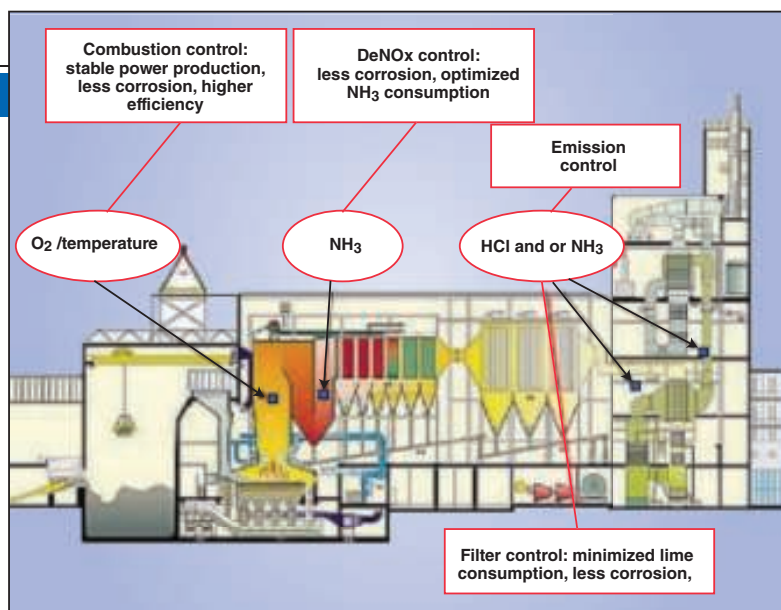 Combustion control:
stable power production,
less corrosion, higher
efficiency
DeNOx control:
less corrosion, optimized
NH3 consumption
Emission
control
O2 /temperature
NH3
HCl and or NH3
Filter control: minimized lime
consumption, less corrosion,